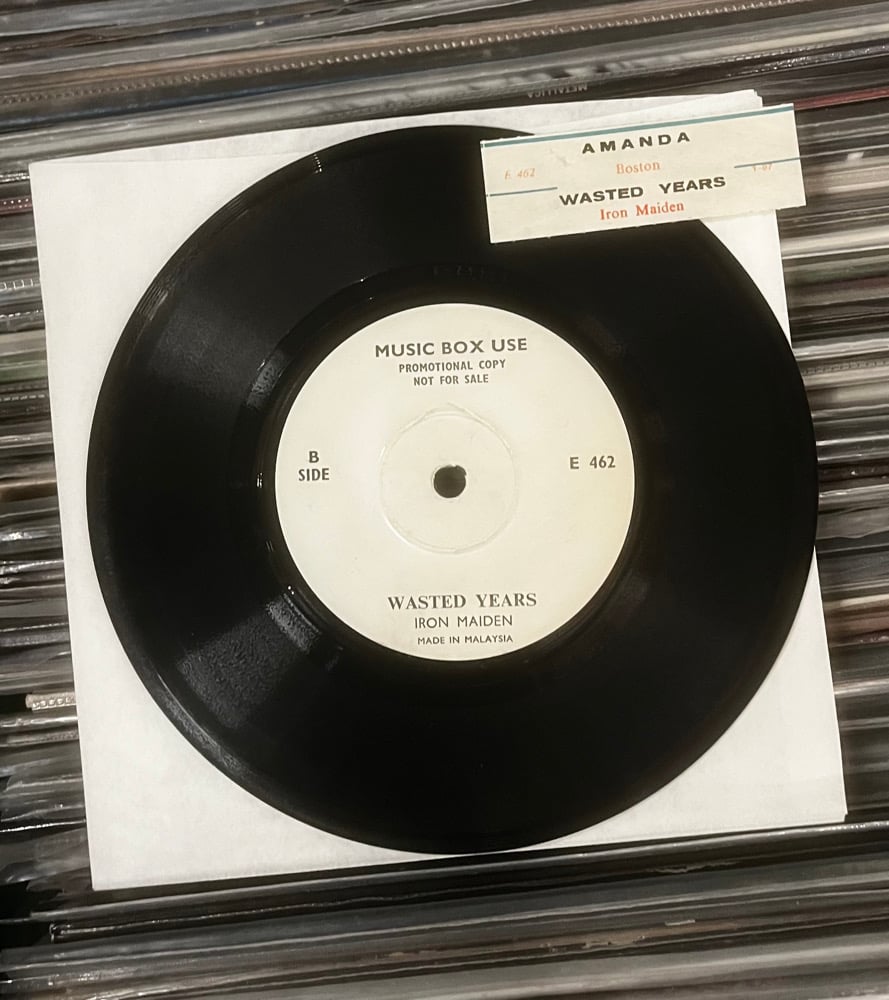 METALLICA
AMANDA
E 462
Boston
WASTED YEARS
Iron Maiden
MUSIC BOX USE
PROMOTIONAL COPY
NOT FOR SALE
B
SIDE
E 462
WASTED YEARS
IRON MAIDEN
MADE IN MALAYSIA